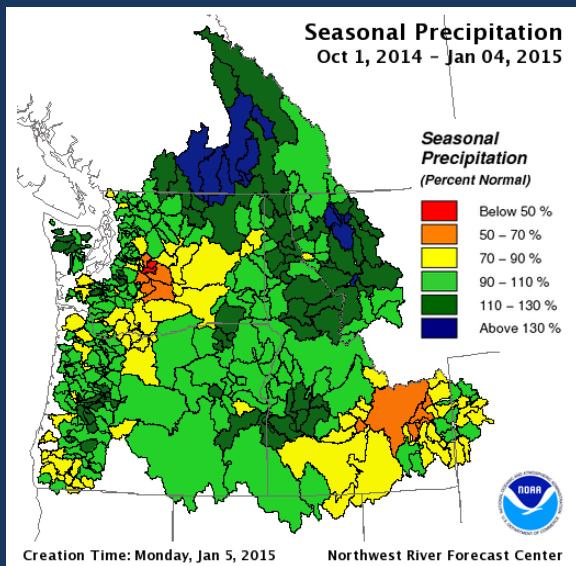 Seasonal Precipitation
Oct 1, 2014 – Jan 04, 2015
Seasonal
Precipitation
(Percent Normal)
Below 50 %
50 – 70 %
70 – 90 %
90 – 110 %
110 – 130 %
Above 130 %
NOAA
Creation Time: Monday, Jan 5, 2015
Northwest River Forecast Center